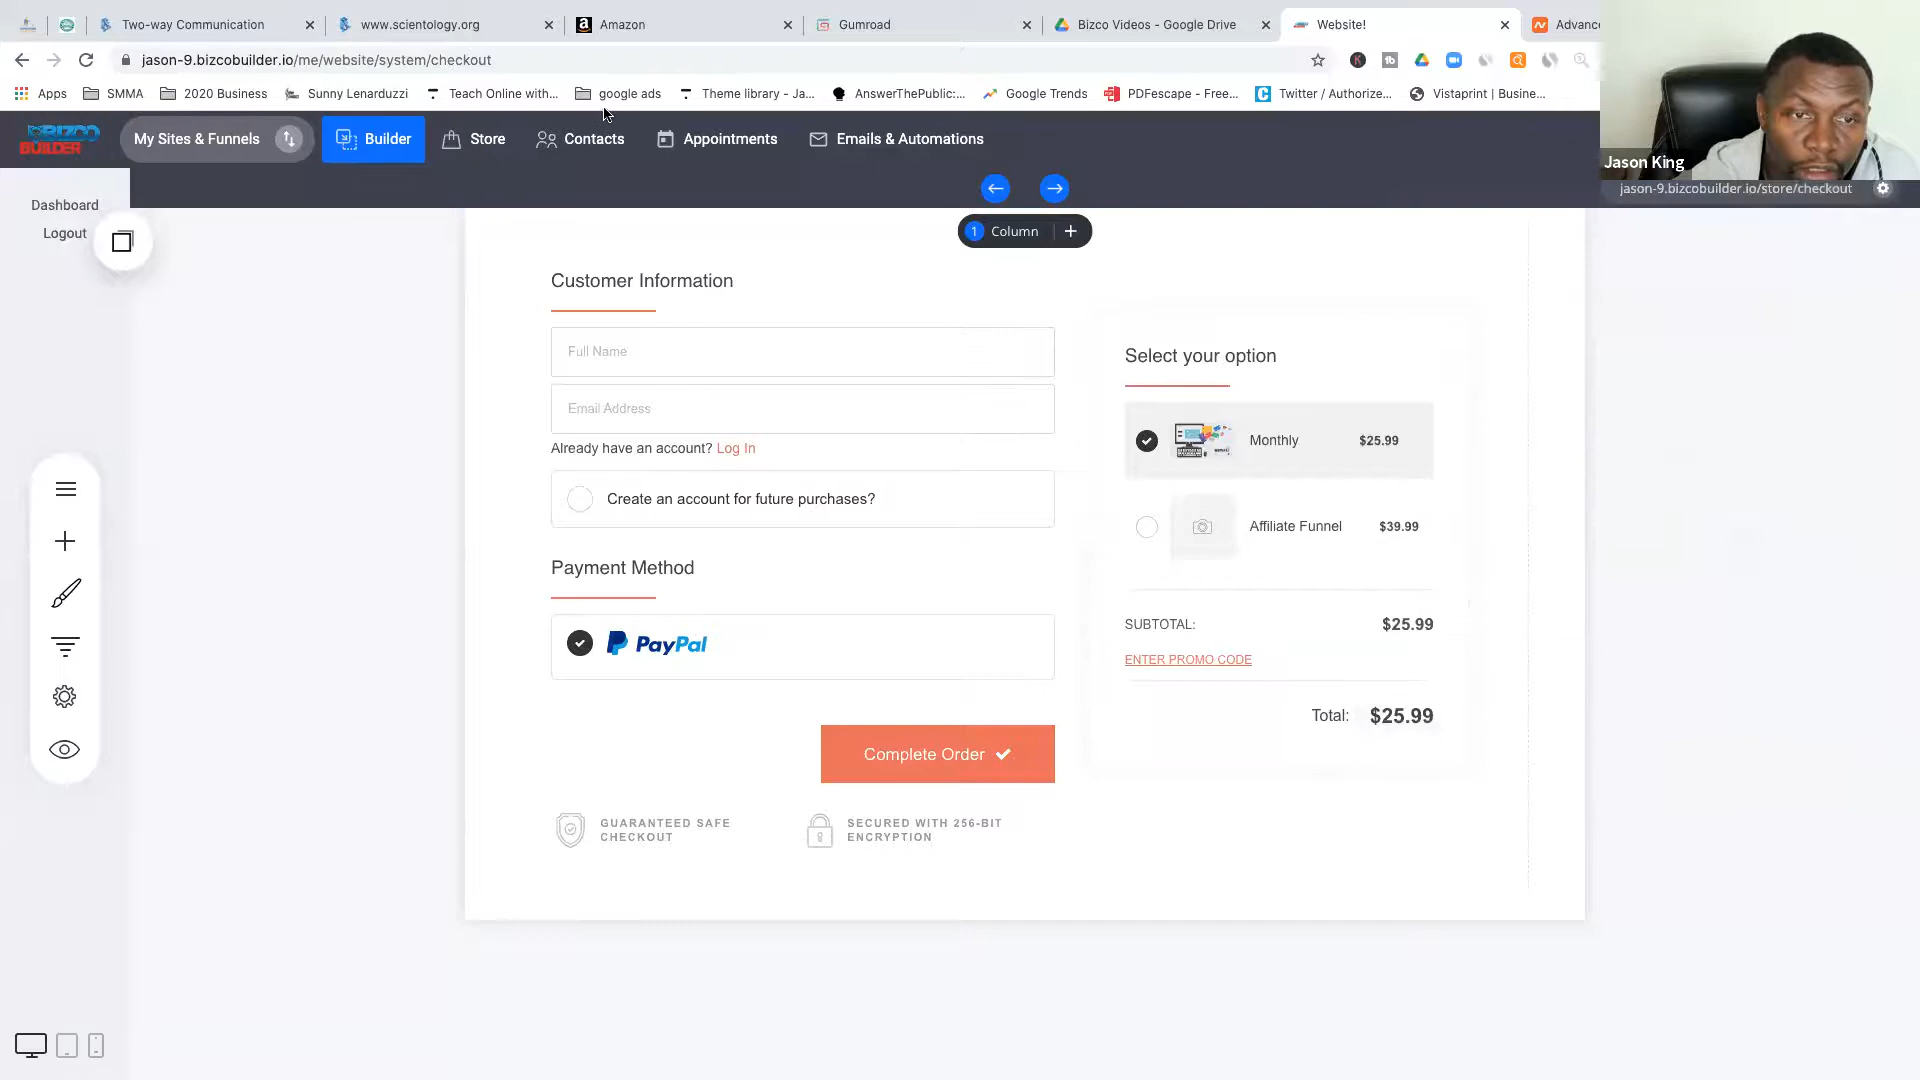 Two-way Communication
www.scientology.org
Amazon
Gumroad
Bizco Videos - Google Drive
Website!
Advanc
jason-9.bizcobuilder.io/me/website/system/checkout
Apps
SMMA
2020 Business
Sunny Lenarduzzi
Teach Online with...
google ads
Theme library - Ja...
AnswerThePublic:...
Google Trends
PDFescape - Free...
Twitter / Authorize...
Vistaprint | Busine...
BIZCO BUILDER
My Sites & Funnels
Builder
Store
Contacts
Appointments
Emails & Automations
Jason King
jason-9.bizcobuilder.io/store/checkout
Dashboard
Logout
1 Column +
Customer Information
Full Name
Email Address
Already have an account? Log In
Create an account for future purchases?
Payment Method
PayPal
Complete Order
GUARANTEED SAFE
CHECKOUT
SECURED WITH 256-BIT
ENCRYPTION
Select your option
Monthly $25.99
Affiliate Funnel $39.99
SUBTOTAL: $25.99
ENTER PROMO CODE
Total: $25.99